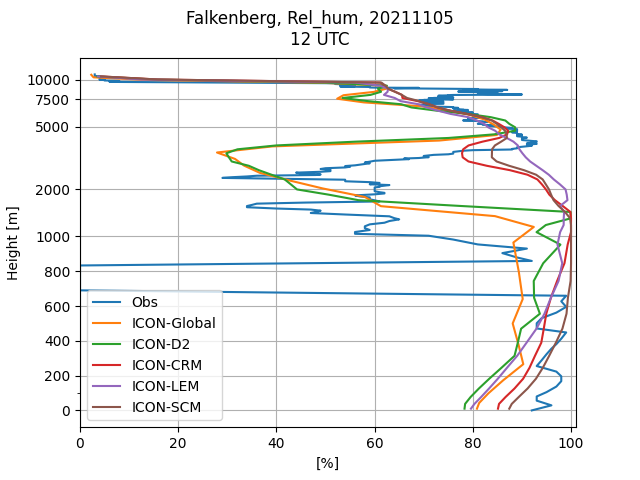 Falkenberg, Rel_hum, 20211105
12 UTC
10000
7500
5000
2000
1000
800
600
400
200
0
Height [m]
Obs
ICON-Global
ICON-D2
ICON-CRM
ICON-LEM
ICON-SCM
0 20 40 60 80 100
[%]